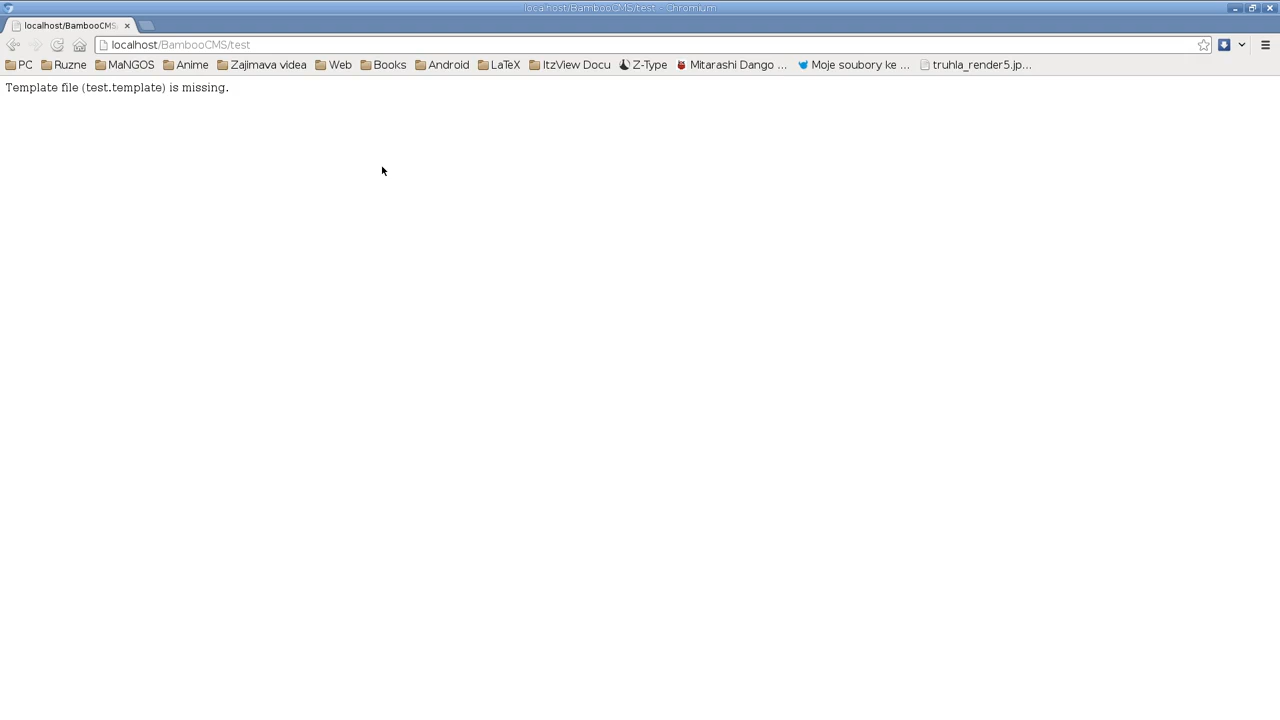 localhost/BambooCMS/test - Chromium
localhost/BambooCMS,
localhost/BambooCMS/test
PC Ruzne MaNGOS Anime Zajimava videa Web Books Android LaTeX ItzView Docu Z-Type Mitarashi Dango ... Moje soubory ke ... truhla_render5.jp...
Template file (test.template) is missing.